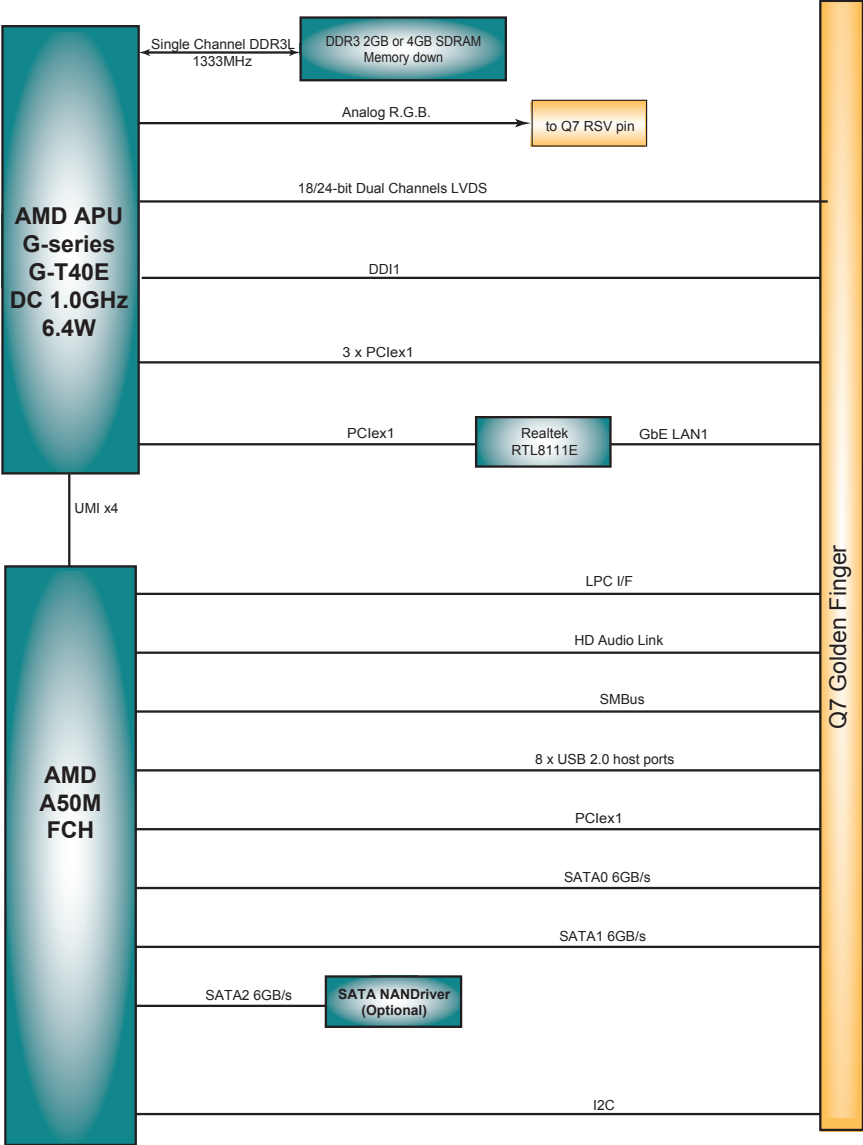 Single Channel DDR3L
1333MHz
DDR3 2GB or 4GB SDRAM
Memory down
Analog R.G.B.
to Q7 RSV pin
18/24-bit Dual Channels LVDS
AMD APU
G-series
G-T40E
DC 1.0GHz
6.4W
DDI1
3 x PCIex1
PCIex1
Realtek
RTL8111E
GbE LAN1
UMI x4
Q7 Golden Finger
LPC I/F
HD Audio Link
SMBus
8 x USB 2.0 host ports
AMD
A50M
FCH
PCIex1
SATA0 6GB/s
SATA1 6GB/s
SATA2 6GB/s
SATA NANDriver
(Optional)
I2C